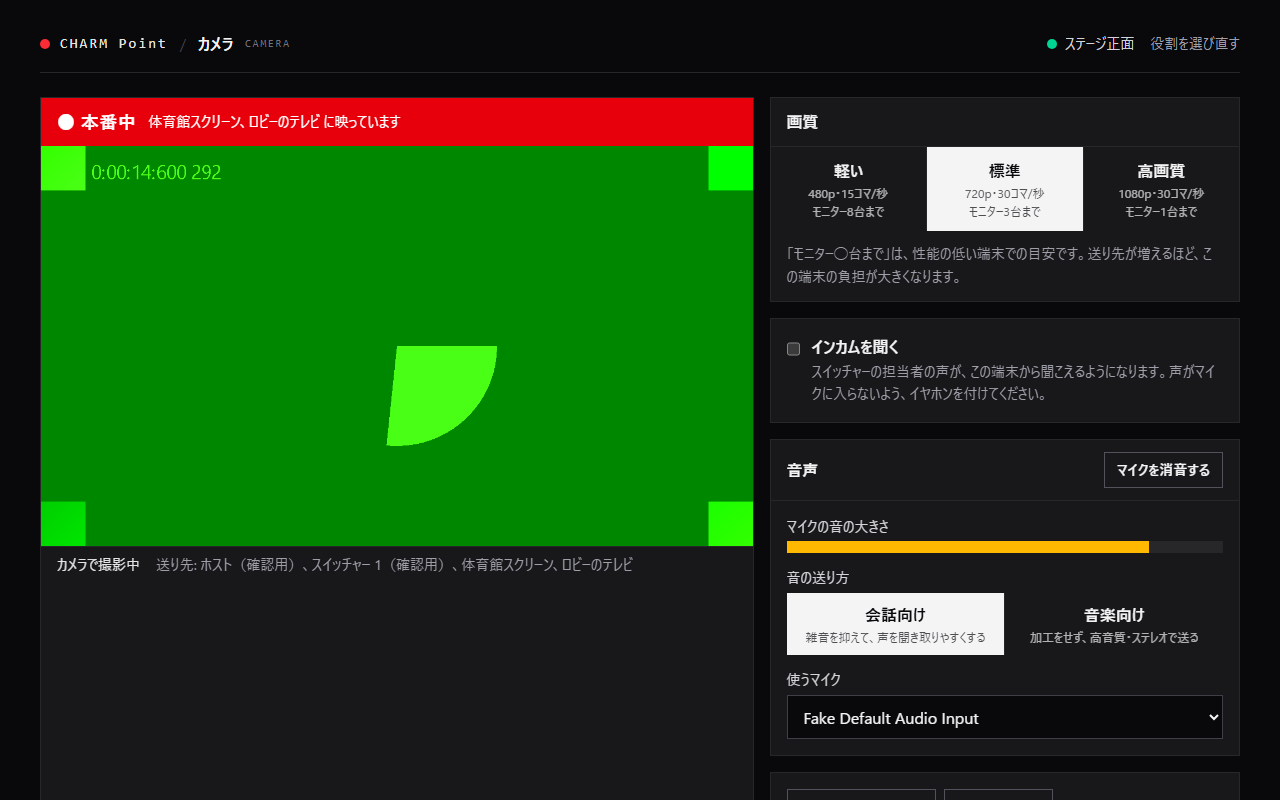 CHARM Point / カメラ CAMERA
ステージ正面 役割を選び直す
本番中 体育館スクリーン、ロビーのテレビ に映っています
0:00:14:600 292
カメラで撮影中 送り先: ホスト（確認用）、スイッチャー 1（確認用）、体育館スクリーン、ロビーのテレビ
画質
軽い
480p・15コマ/秒
モニター8台まで
標準
720p・30コマ/秒
モニター3台まで
高画質
1080p・30コマ/秒
モニター1台まで
「モニター◯台まで」は、性能の低い端末での目安です。送り先が増えるほど、こ
の端末の負担が大きくなります。
インカムを聞く
スイッチャーの担当者の声が、この端末から聞こえるようになります。声がマイ
クに入らないよう、イヤホンを付けてください。
音声
マイクを消音する
マイクの音の大きさ
音の送り方
会話向け
雑音を抑えて、声を聞き取りやすくする
音楽向け
加工をせず、高音質・ステレオで送る
使うマイク
Fake Default Audio Input